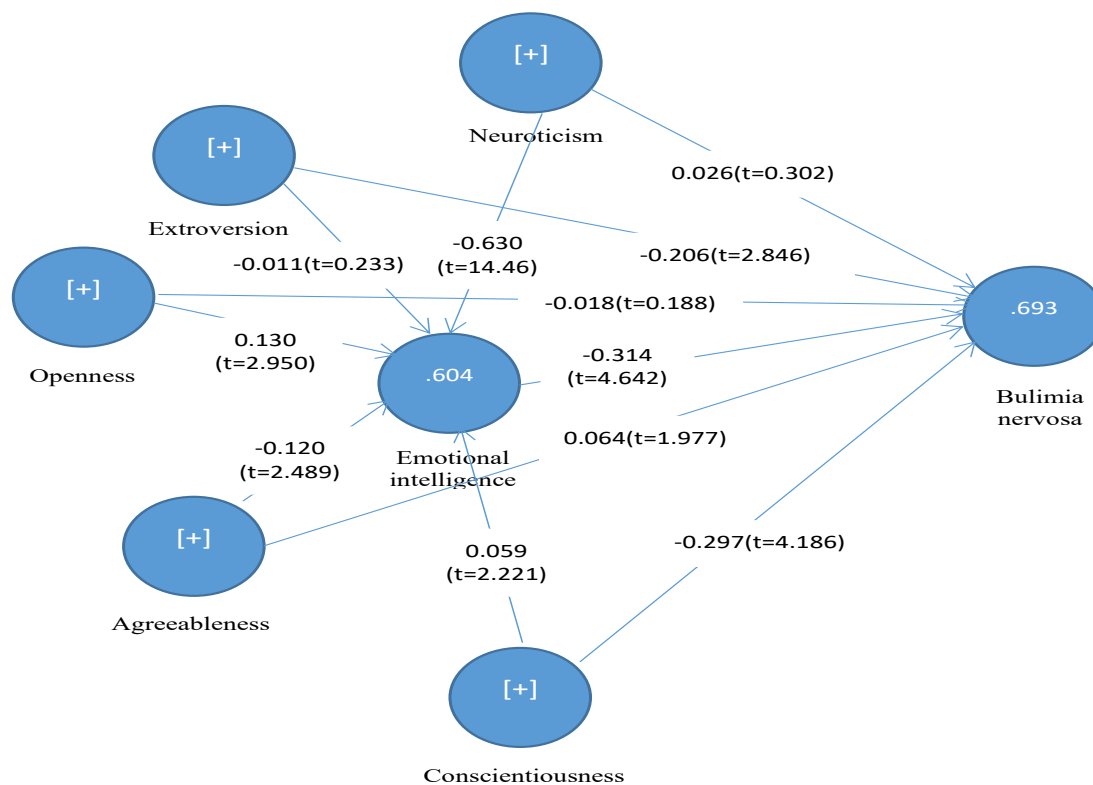 [+]
Neuroticism
[+]
Extroversion
0.026(t=0.302)
-0.630
(t=14.46)
-0.011(t=0.233)
-0.206(t=2.846)
[+]
Openness
-0.018(t=0.188)
.693
Bulimia
nervosa
0.130
(t=2.950)
-0.314
(t=4.642)
.604
Emotional
intelligence
-0.120
(t=2.489)
0.064(t=1.977)
[+]
Agreeableness
0.059
(t=2.221)
-0.297(t=4.186)
[+]
Conscientiousness